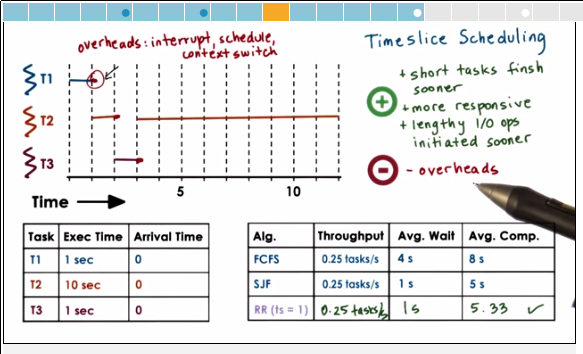 overheads: interrupt, schedule,
context switch
Timeslice Scheduling
T1
T2
T3
5
10
Time
+ short tasks finsh
sooner
+ more responsive
+ lengthy I/O ops
initiated sooner
- overheads
Task Exec Time Arrival Time
T1 1 sec 0
T2 10 sec 0
T3 1 sec 0
Alg. Throughput Avg. Wait Avg. Comp.
FCFS 0.25 tasks/s 4 s 8 s
SJF 0.25 tasks/s 1 s 5 s
RR (ts = 1) 0.25 tasks/s 1s 5.33 ✓